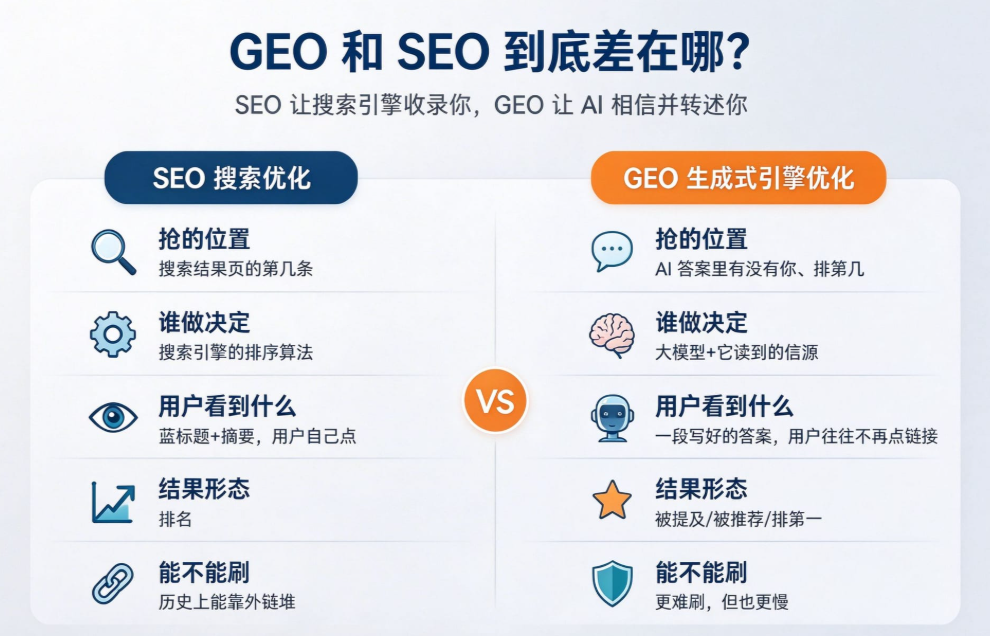 GEO 和 SEO 到底差在哪?
SEO 让搜索引擎收录你，GEO 让 AI 相信并转述你
SEO 搜索优化
抢的位置
搜索结果页的第几条
谁做决定
搜索引擎的排序算法
用户看到什么
蓝标题+摘要，用户自己点
结果形态
排名
能不能刷
历史上能靠外链堆
VS
GEO 生成式引擎优化
抢的位置
AI 答案里有没有你、排第几
谁做决定
大模型+它读到的信源
用户看到什么
一段写好的答案，用户往往不再点链接
结果形态
被提及/被推荐/排第一
能不能刷
更难刷，但也更慢